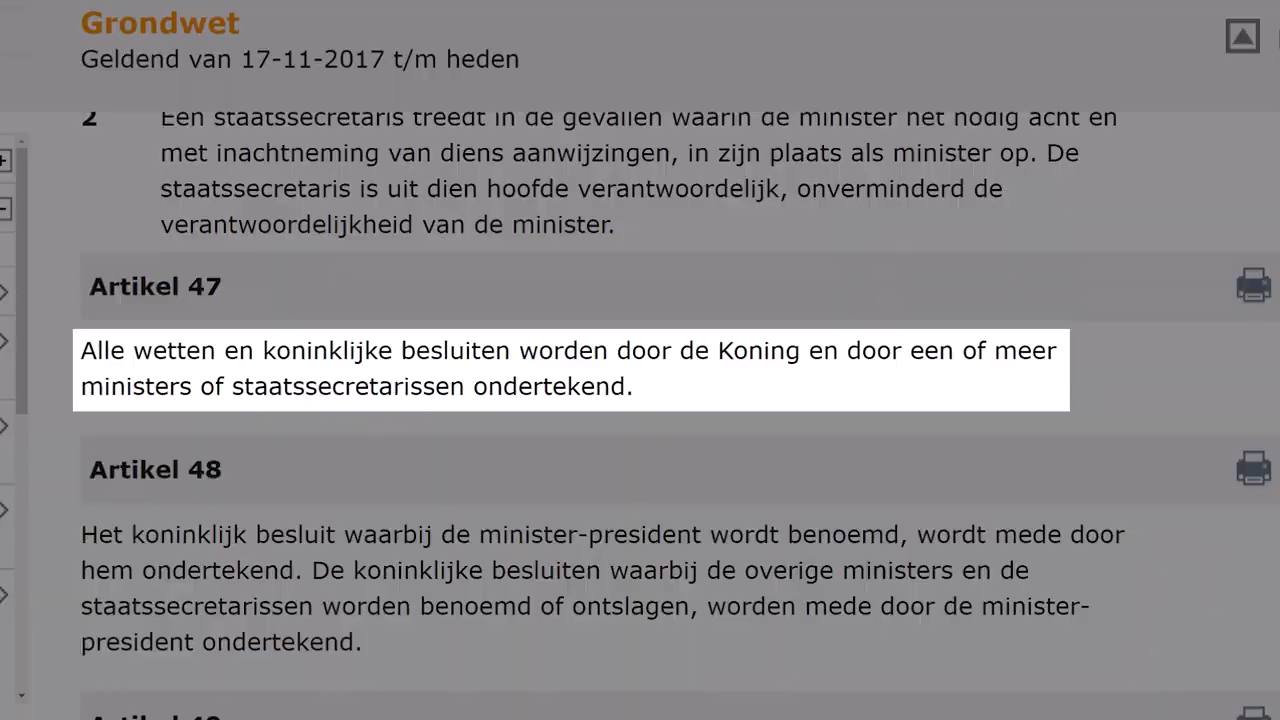 Grondwet
Geldend van 17-11-2017 t/m heden
2 Een staatssecretaris treedt in de gevallen waarin de minister het nodig acht en
met inachtneming van diens aanwijzingen, in zijn plaats als minister op. De
staatssecretaris is uit dien hoofde verantwoordelijk, onverminderd de
verantwoordelijkheid van de minister.
Artikel 47
Alle wetten en koninklijke besluiten worden door de Koning en door een of meer
ministers of staatssecretarissen ondertekend.
Artikel 48
Het koninklijk besluit waarbij de minister-president wordt benoemd, wordt mede door
hem ondertekend. De koninklijke besluiten waarbij de overige ministers en de
staatssecretarissen worden benoemd of ontslagen, worden mede door de minister-
president ondertekend.
Artikel 49